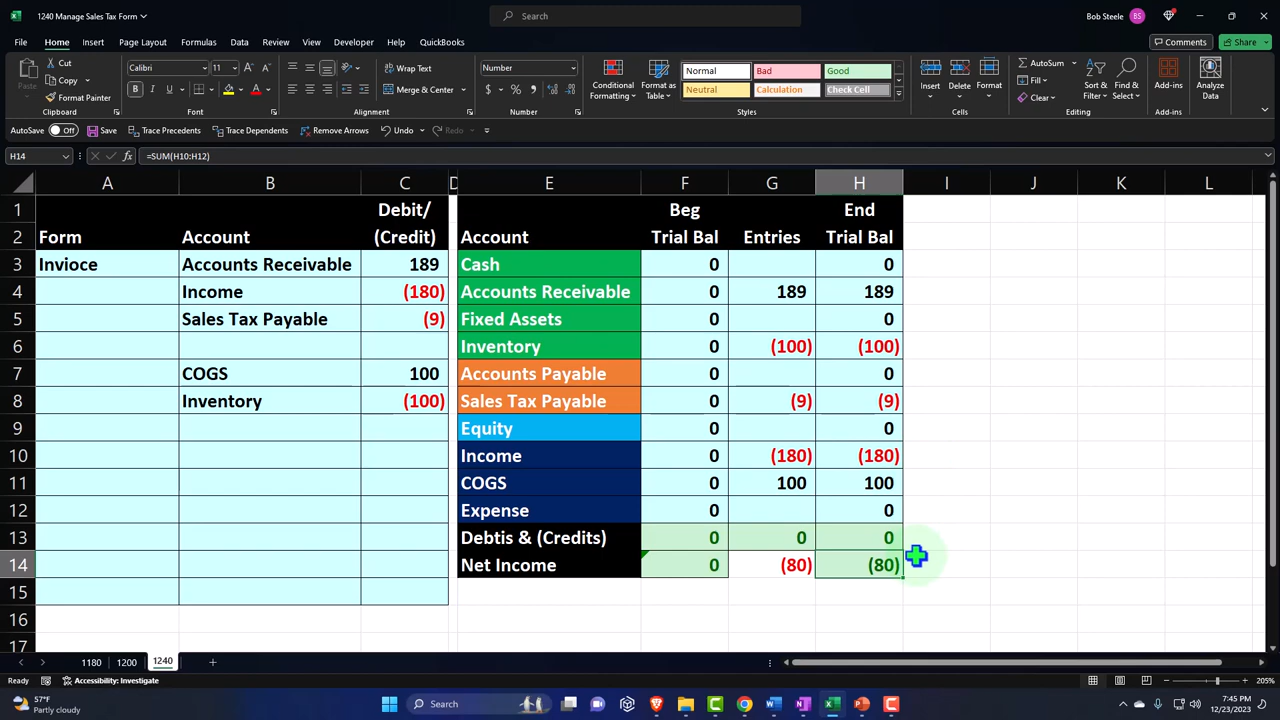 1240 Manage Sales Tax Form
Search
Bob Steele
BS
File Home Insert Page Layout Formulas Data Review View Developer Help QuickBooks
Comments
Share
Cut
Copy
Paste
Format Painter
Clipboard
Calibri
11
B I U
Font
Wrap Text
Merge & Center
Alignment
Number
$ % ,
Number
Conditional Formatting
Format as Table
Normal Bad Good
Neutral Calculation Check Cell
Styles
Insert Delete Format
Cells
AutoSum
Fill
Clear
Sort & Filter
Find & Select
Editing
Add-ins
Add-ins
Analyze Data
AutoSave Off Save Trace Precedents Trace Dependents Remove Arrows Undo Redo
H14 fx =SUM(H10:H12)
A B C D E F G H I J K L
1 Debit/ Beg End
2 Form Account (Credit) Account Trial Bal Entries Trial Bal
3 Invioce Accounts Receivable 189 Cash 0 0
4 Income (180) Accounts Receivable 0 189 189
5 Sales Tax Payable (9) Fixed Assets 0 0
6 Inventory 0 (100) (100)
7 COGS 100 Accounts Payable 0 0
8 Inventory (100) Sales Tax Payable 0 (9) (9)
9 Equity 0 0
10 Income 0 (180) (180)
11 COGS 0 100 100
12 Expense 0 0
13 Debtis & (Credits) 0 0 0
14 Net Income 0 (80) (80)
15
16
17
1180 1200 1240
Ready Accessibility: Investigate 205%
57°F
Partly cloudy
Search
7:45 PM
12/23/2023